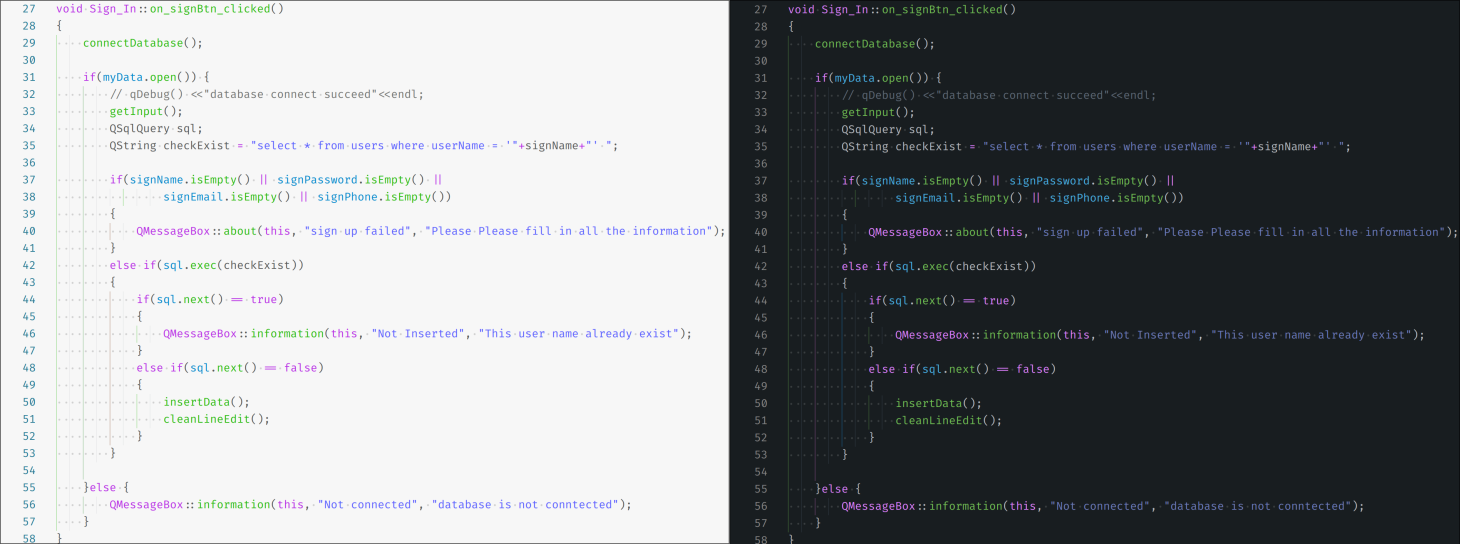 27 void Sign_In::on_signBtn_clicked()
28 {
29     connectDatabase();
30
31     if(myData.open()) {
32         // qDebug() <<"database connect succeed"<<endl;
33         getInput();
34         QSqlQuery sql;
35         QString checkExist = "select * from users where userName = '"+signName+"' ";
36
37         if(signName.isEmpty() || signPassword.isEmpty() ||
38                 signEmail.isEmpty() || signPhone.isEmpty())
39         {
40             QMessageBox::about(this, "sign up failed", "Please Please fill in all the information");
41         }
42         else if(sql.exec(checkExist))
43         {
44             if(sql.next() == true)
45             {
46                 QMessageBox::information(this, "Not Inserted", "This user name already exist");
47             }
48             else if(sql.next() == false)
49             {
50                 insertData();
51                 cleanLineEdit();
52             }
53         }
54
55     }else {
56         QMessageBox::information(this, "Not connected", "database is not conntected");
57     }
58 }
27 void Sign_In::on_signBtn_clicked()
28 {
29     connectDatabase();
30
31     if(myData.open()) {
32         // qDebug() <<"database connect succeed"<<endl;
33         getInput();
34         QSqlQuery sql;
35         QString checkExist = "select * from users where userName = '"+signName+"' ";
36
37         if(signName.isEmpty() || signPassword.isEmpty() ||
38                 signEmail.isEmpty() || signPhone.isEmpty())
39         {
40             QMessageBox::about(this, "sign up failed", "Please Please fill in all the information");
41         }
42         else if(sql.exec(checkExist))
43         {
44             if(sql.next() == true)
45             {
46                 QMessageBox::information(this, "Not Inserted", "This user name already exist");
47             }
48             else if(sql.next() == false)
49             {
50                 insertData();
51                 cleanLineEdit();
52             }
53         }
54
55     }else {
56         QMessageBox::information(this, "Not connected", "database is not conntected");
57     }
58 }